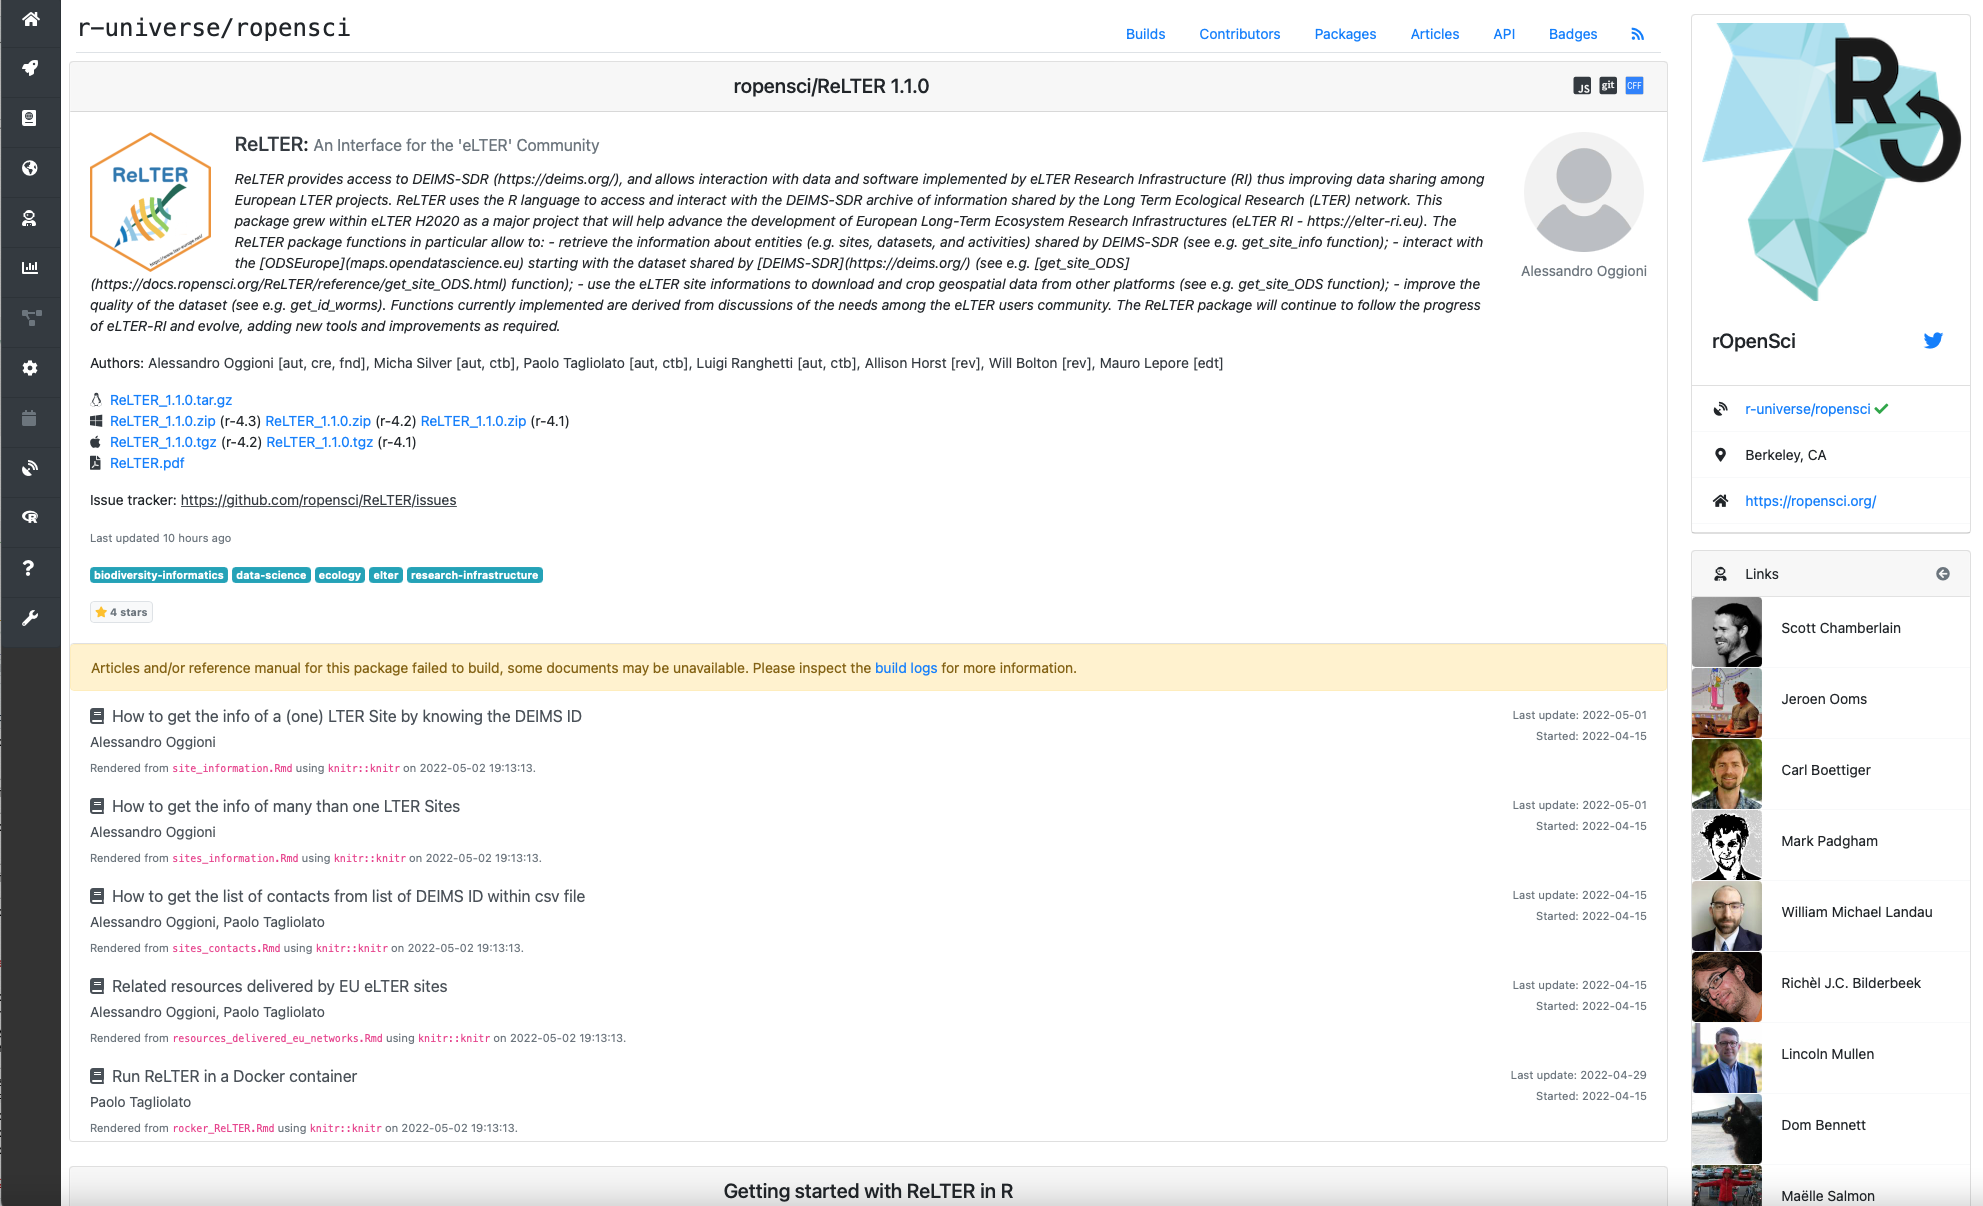 r-universe/ropensci
Builds Contributors Packages Articles API Badges
ropensci/ReLTER 1.1.0
JS git CFF
ReLTER
ReLTER: An Interface for the 'eLTER' Community
ReLTER provides access to DEIMS-SDR (https://deims.org/), and allows interaction with data and software implemented by eLTER Research Infrastructure (RI) thus improving data sharing among
European LTER projects. ReLTER uses the R language to access and interact with the DEIMS-SDR archive of information shared by the Long Term Ecological Research (LTER) network. This
package grew within eLTER H2020 as a major project that will help advance the development of European Long-Term Ecosystem Research Infrastructures (eLTER RI - https://elter-ri.eu). The
ReLTER package functions in particular allow to: - retrieve the information about entities (e.g. sites, datasets, and activities) shared by DEIMS-SDR (see e.g. get_site_info function); - interact with
the [ODSEurope](maps.opendatascience.eu) starting with the dataset shared by [DEIMS-SDR](https://deims.org/) (see e.g. [get_site_ODS]
(https://docs.ropensci.org/ReLTER/reference/get_site_ODS.html) function); - use the eLTER site informations to download and crop geospatial data from other platforms (see e.g. get_site_ODS function); - improve the
quality of the dataset (see e.g. get_id_worms). Functions currently implemented are derived from discussions of the needs among the eLTER users community. The ReLTER package will continue to follow the progress
of eLTER-RI and evolve, adding new tools and improvements as required.
Alessandro Oggioni
Authors: Alessandro Oggioni [aut, cre, fnd], Micha Silver [aut, ctb], Paolo Tagliolato [aut, ctb], Luigi Ranghetti [aut, ctb], Allison Horst [rev], Will Bolton [rev], Mauro Lepore [edt]
ReLTER_1.1.0.tar.gz
ReLTER_1.1.0.zip (r-4.3) ReLTER_1.1.0.zip (r-4.2) ReLTER_1.1.0.zip (r-4.1)
ReLTER_1.1.0.tgz (r-4.2) ReLTER_1.1.0.tgz (r-4.1)
ReLTER.pdf
Issue tracker: https://github.com/ropensci/ReLTER/issues
Last updated 10 hours ago
biodiversity-informatics data-science ecology elter research-infrastructure
4 stars
Articles and/or reference manual for this package failed to build, some documents may be unavailable. Please inspect the build logs for more information.
How to get the info of a (one) LTER Site by knowing the DEIMS ID
Last update: 2022-05-01
Alessandro Oggioni
Started: 2022-04-15
Rendered from site_information.Rmd using knitr::knitr on 2022-05-02 19:13:13.
How to get the info of many than one LTER Sites
Last update: 2022-05-01
Alessandro Oggioni
Started: 2022-04-15
Rendered from sites_information.Rmd using knitr::knitr on 2022-05-02 19:13:13.
How to get the list of contacts from list of DEIMS ID within csv file
Last update: 2022-04-15
Alessandro Oggioni, Paolo Tagliolato
Started: 2022-04-15
Rendered from sites_contacts.Rmd using knitr::knitr on 2022-05-02 19:13:13.
Related resources delivered by EU eLTER sites
Last update: 2022-04-15
Alessandro Oggioni, Paolo Tagliolato
Started: 2022-04-15
Rendered from resources_delivered_eu_networks.Rmd using knitr::knitr on 2022-05-02 19:13:13.
Run ReLTER in a Docker container
Last update: 2022-04-29
Paolo Tagliolato
Started: 2022-04-15
Rendered from rocker_ReLTER.Rmd using knitr::knitr on 2022-05-02 19:13:13.
Getting started with ReLTER in R
R
rOpenSci
r-universe/ropensci
Berkeley, CA
https://ropensci.org/
Links
Scott Chamberlain
Jeroen Ooms
Carl Boettiger
Mark Padgham
William Michael Landau
Richèl J.C. Bilderbeek
Lincoln Mullen
Dom Bennett
Maëlle Salmon